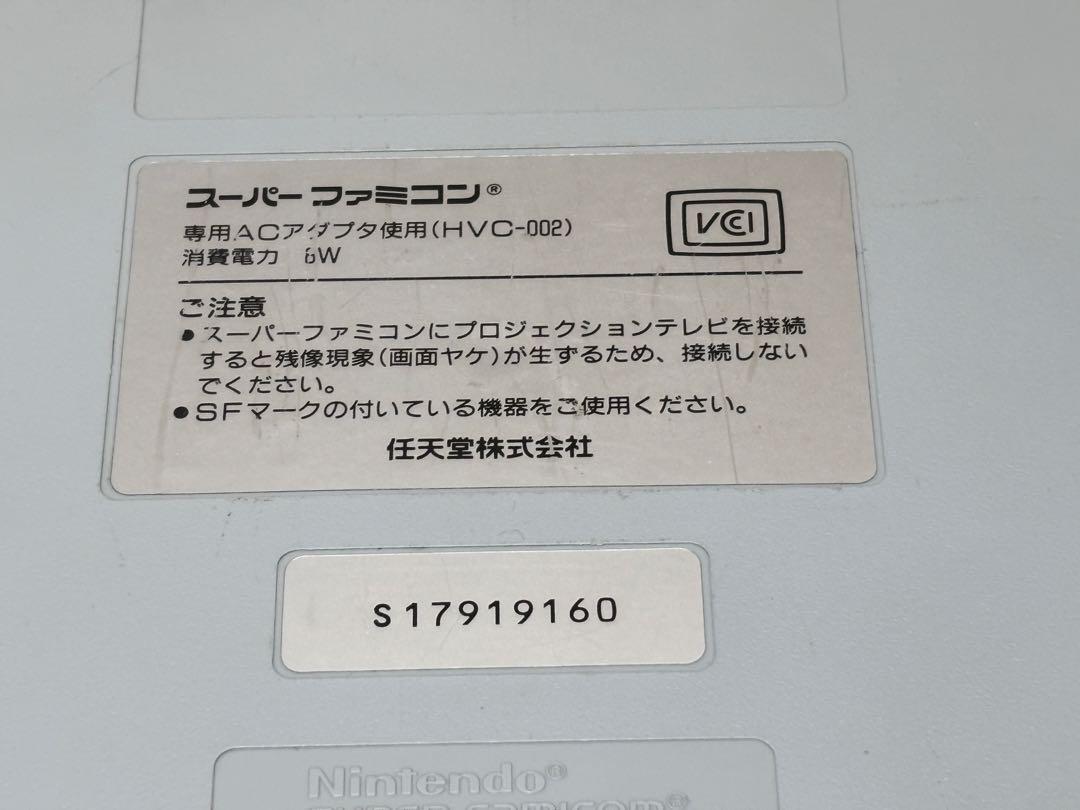 スーパーファミコン®
専用ACアダプタ使用(HVC-002)
VCCI
消費電力 6W
ご注意
●スーパーファミコンにプロジェクションテレビを接続
すると残像現象(画面ヤケ)が生ずるため、接続しない
でください。
●SFマークの付いている機器をご使用ください。
任天堂株式会社
S17919160
Nintendo®
SUPER FAMICOM®